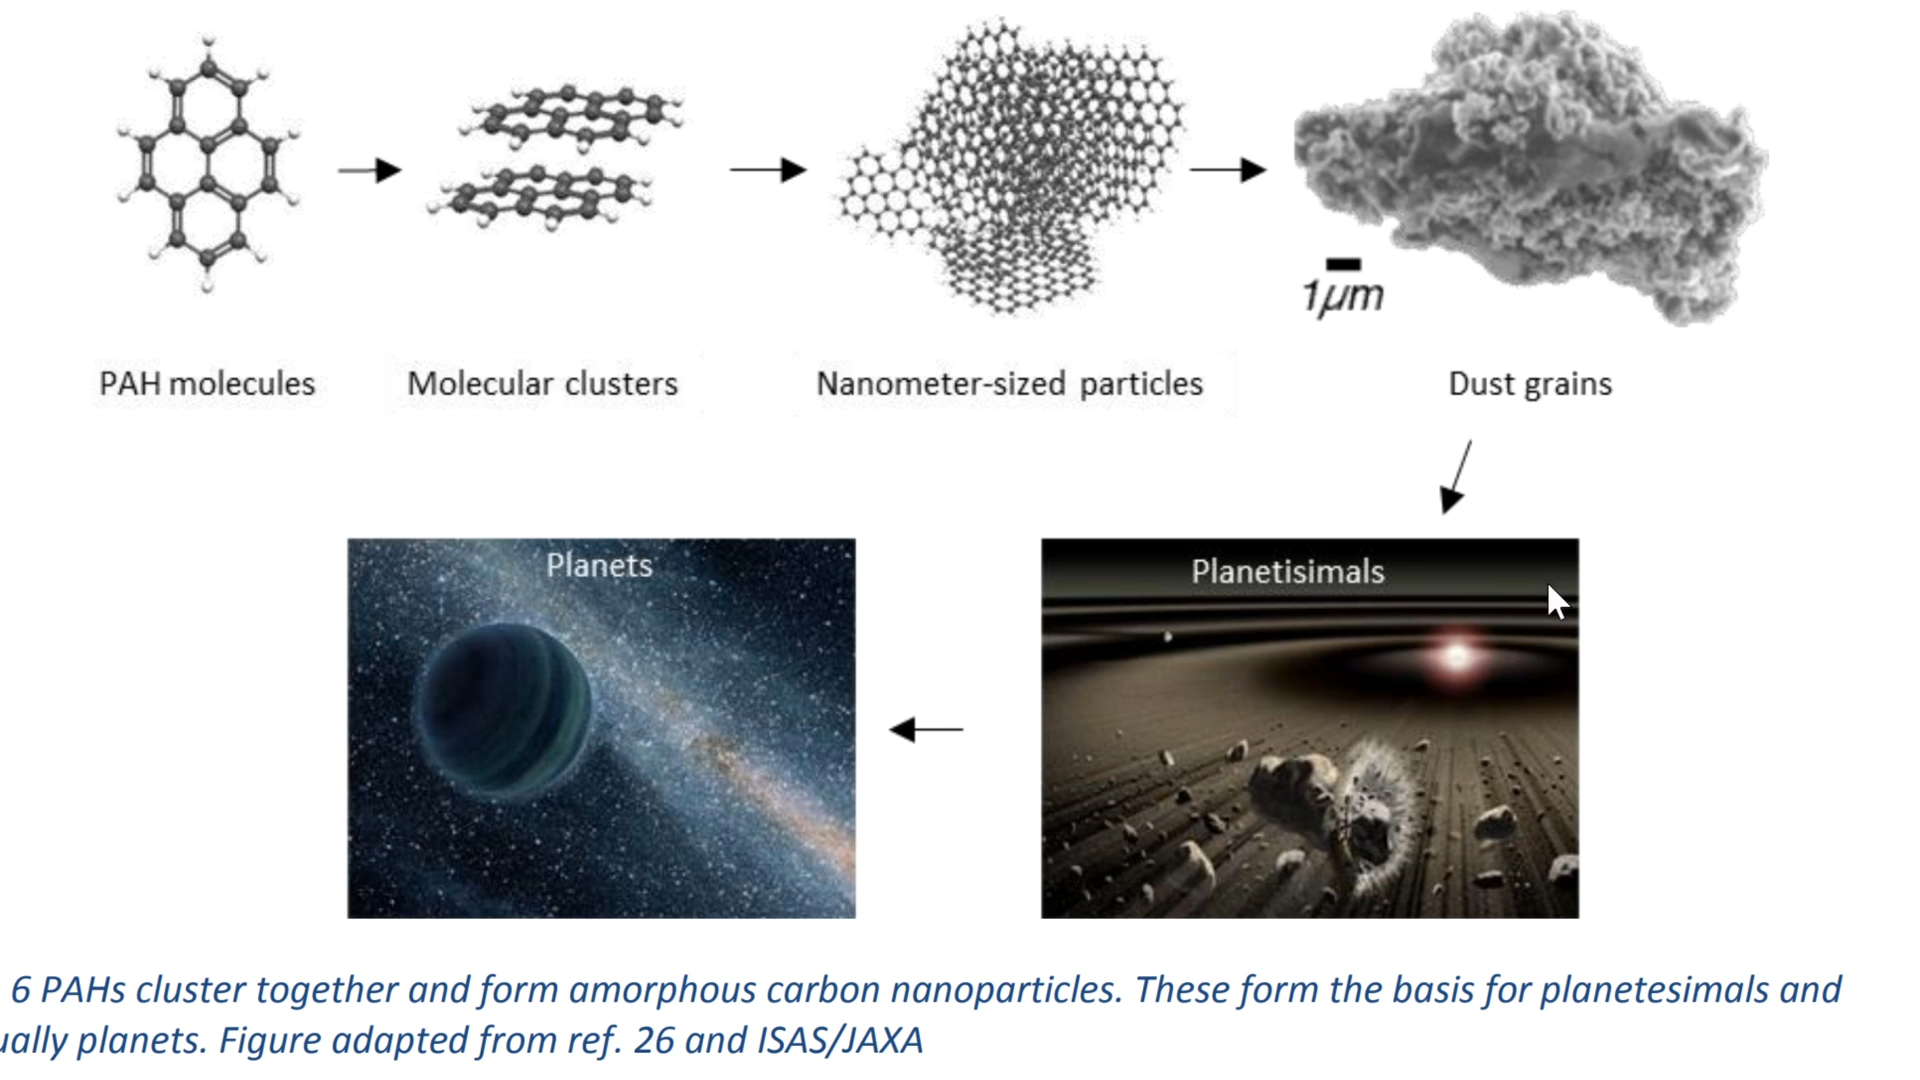 1μm
PAH molecules
Molecular clusters
Nanometer-sized particles
Dust grains
Planets
Planetisimals
6 PAHs cluster together and form amorphous carbon nanoparticles. These form the basis for planetesimals and
ually planets. Figure adapted from ref. 26 and ISAS/JAXA